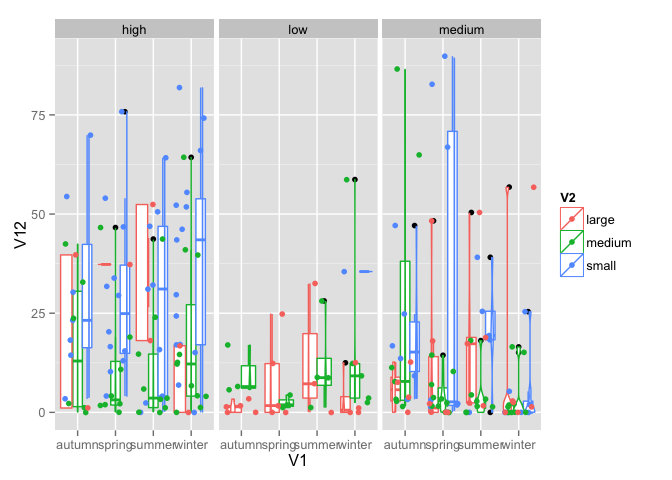 high low medium
75
50
25
0
V12
autumn spring summer winter autumn spring summer winter autumn spring summer winter
V1
V2
large
medium
small